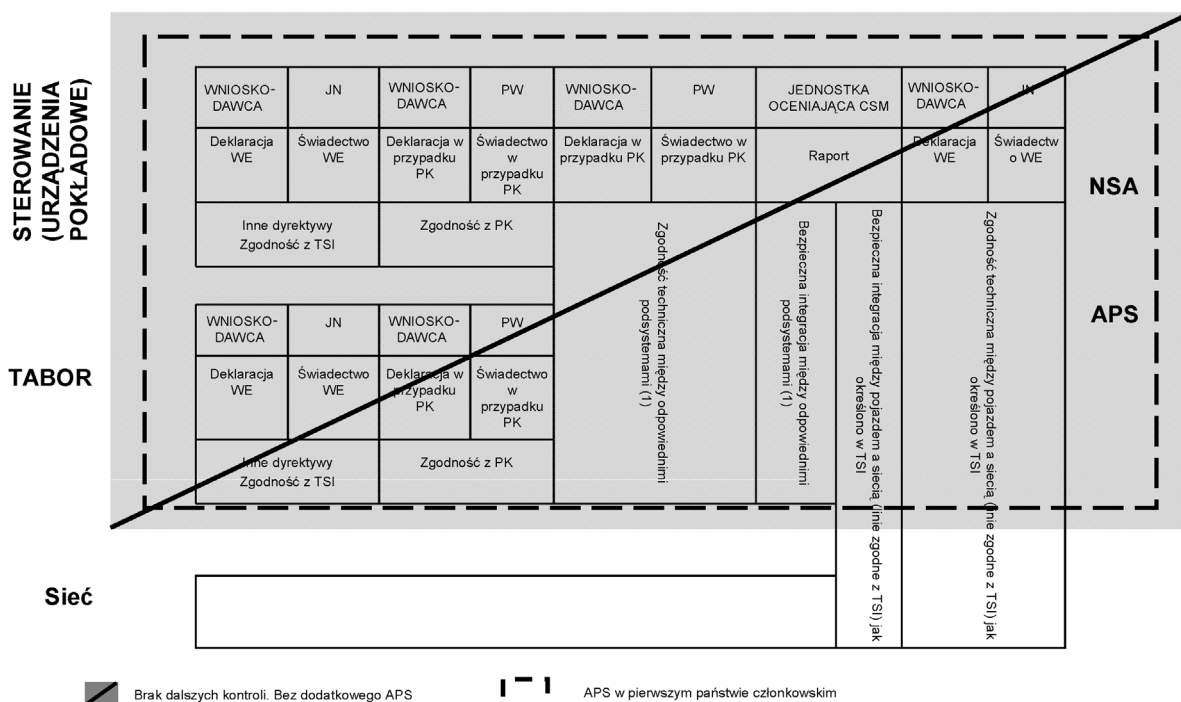 STEROWANIE
(URZĄDZENIA
POKŁADOWE)
WNIOSKO-
DAWCA
JN
WNIOSKO-
DAWCA
PW
WNIOSKO-
DAWCA
PW
JEDNOSTKA
OCENIAJĄCA CSM
WNIOSKO-
DAWCA
JN
Deklaracja
WE
Świadectwo
WE
Deklaracja w
przypadku
PK
Świadectwo
w
przypadku
PK
Deklaracja w
przypadku PK
Świadectwo w
przypadku PK
Raport
Deklaracja
WE
Świadectw
o WE
Inne dyrektywy
Zgodność z TSI
Zgodność z PK
Zgodność techniczna między odpowiednimi
podsystemami (1)
Bezpieczna integracja między odpowiednimi
podsystemami (1)
Bezpieczna integracja między pojazdem a siecią (linie zgodne z TSI) jak
określono w TSI
Zgodność techniczna między pojazdem a siecią (linie zgodne z TSI) jak
określono w TSI
NSA
APS
TABOR
WNIOSKO-
DAWCA
JN
WNIOSKO-
DAWCA
PW
Deklaracja
WE
Świadectwo
WE
Deklaracja w
przypadku
PK
Świadectwo
w
przypadku
PK
Inne dyrektywy
Zgodność z TSI
Zgodność z PK
Sieć
Brak dalszych kontroli. Bez dodatkowego APS
APS w pierwszym państwie członkowskim